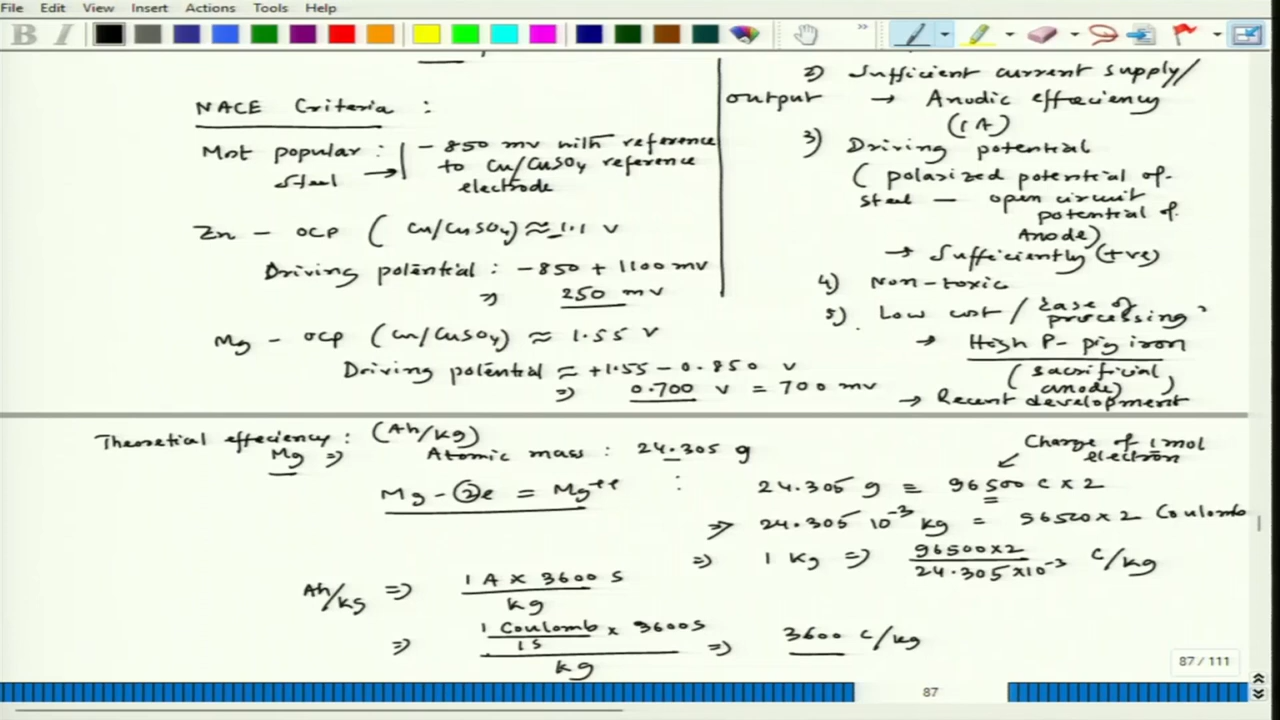 File Edit View Insert Actions Tools Help
B I
NACE Criteria :
Most popular : - 850 mv with reference
steel → to Cu/CuSO4 reference
electrode
Zn - OCP ( Cu/CuSO4) ≈ -1.1 V
Driving potential : -850 + 1100 mv
⇒ 250 mv
Mg - OCP (Cu/CuSO4) ≈ 1.55 V
Driving potential = +1.55 - 0.850 V
⇒ 0.700 V = 700 mv
2) Sufficient current supply/
output → Anodic effeciency
(1A)
3) Driving potential
( polarized potential of
steel - open circuit
potential of
Anode)
→ Sufficiently (+ve)
4) Non-toxic
5) Low cost / Ease of
processing
→ High P- pig iron
( sacrificial
anode )
→ Recent development
Theoretical effeciency : (Ah/kg)
Mg ⇒ Atomic mass : 24.305 g
Charge of 1 mol
electron
Mg - 2e = Mg++ : 24.305 g ≡ 96500 C × 2
⇒ 24.305 10-3 kg = 96500×2 Coulomb
⇒ 1 Kg ⇒ 96500×2
24.305×10-3 C/kg
Ah/kg ⇒ 1 A × 3600 S
kg
⇒ 1 Coulomb × 3600S
1S
kg
⇒ 3600 C/kg
87 / 111
87